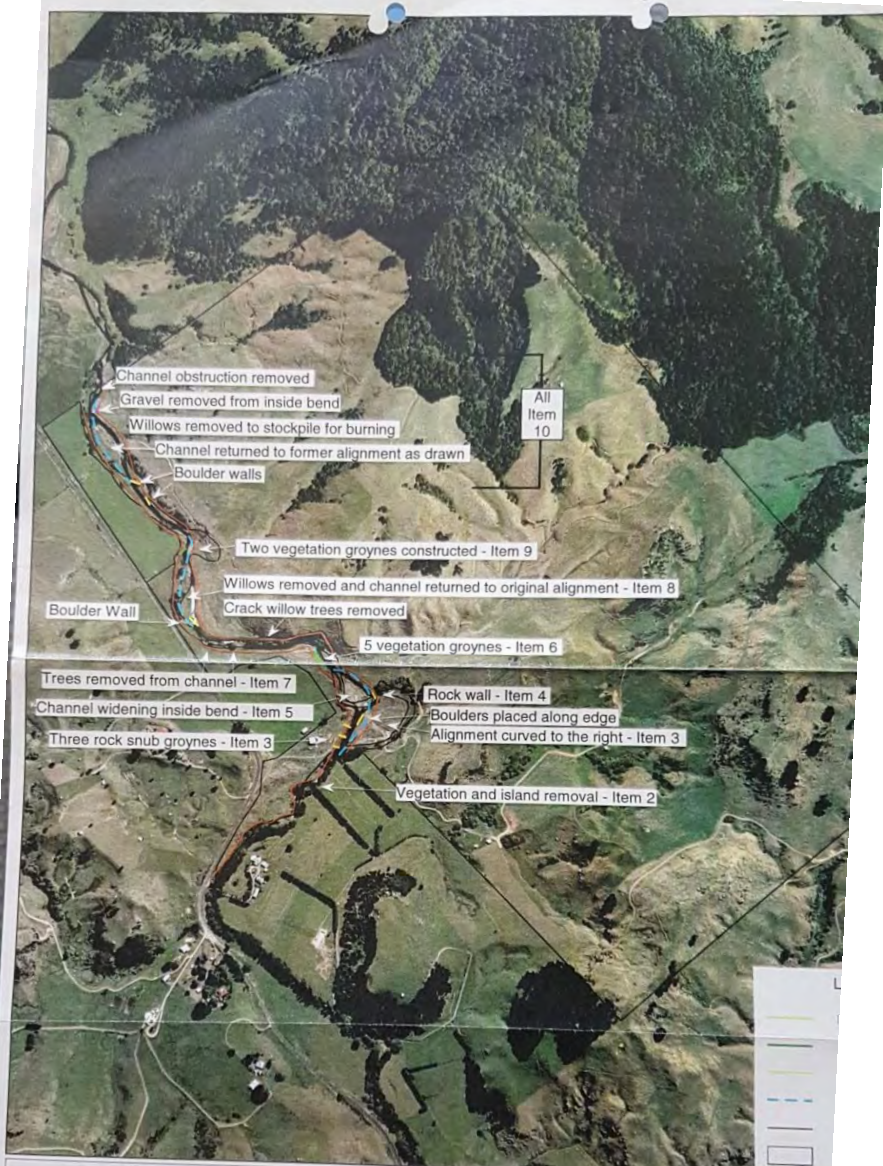 Channel obstruction removed
Gravel removed from inside bend
All
Item
10
Willows removed to stockpile for burning
Channel returned to former alignment as drawn
Boulder walls
Two vegetation groynes constructed - Item 9
Willows removed and channel returned to original alignment - Item 8
Boulder Wall
Crack willow trees removed
5 vegetation groynes - Item 6
Trees removed from channel - Item 7
Rock wall - Item 4
Channel widening inside bend - Item 5
Boulders placed along edge
Three rock snub groynes - Item 3
Alignment curved to the right - Item 3
Vegetation and island removal - Item 2